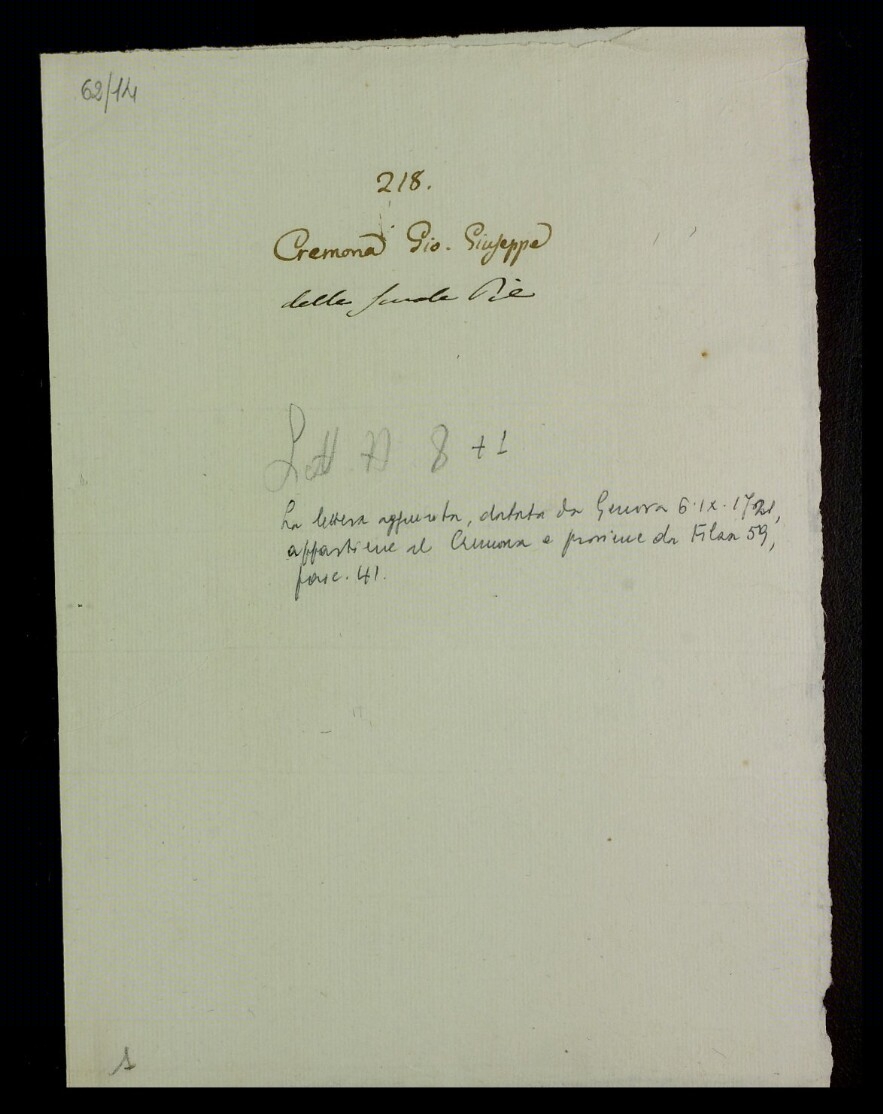 62/14
218.
Cremona Gio. Giuseppe
delle Scuole Pie
Lett N 8 + 1
La lettera aggiunta, datata da Genova 6.IX.1721,
appartiene al Cremona e proviene da Filza 59,
fasc. 41.
1